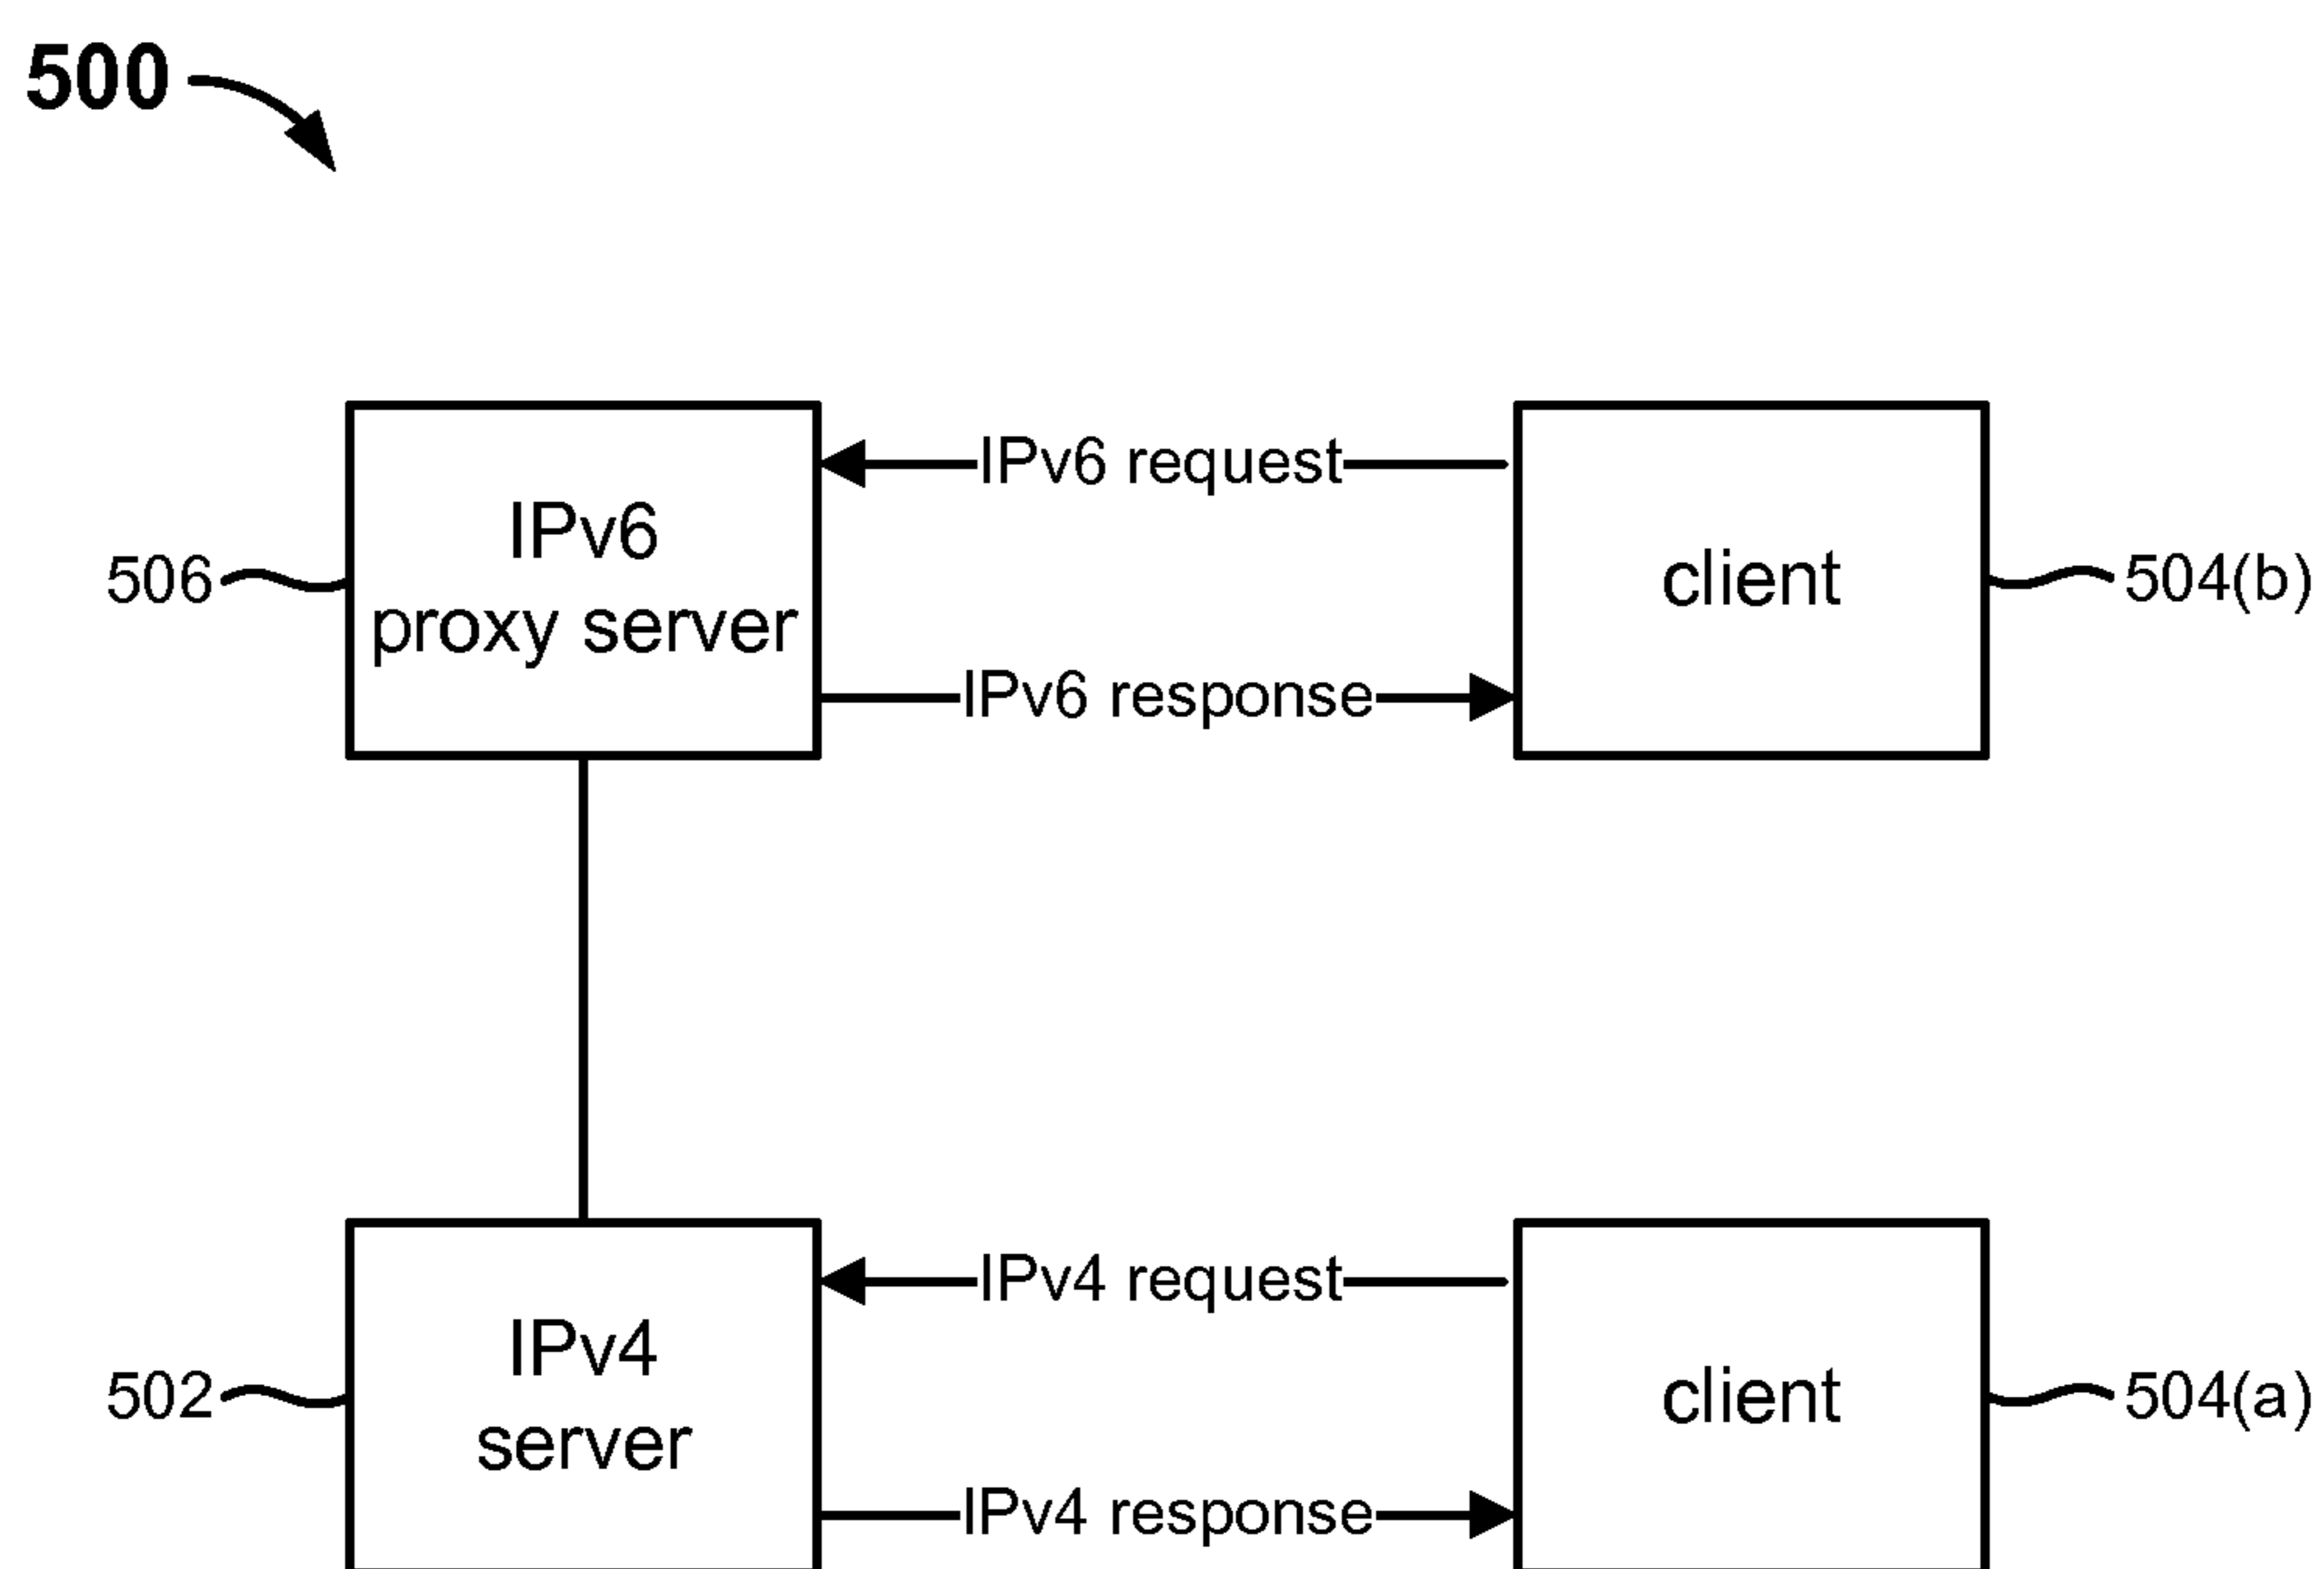 500
IPv6 request
IPv6
proxy server
client
506
504(b)
IPv6 response
IPv4 request
IPv4
server
client
502
504(a)
IPv4 response